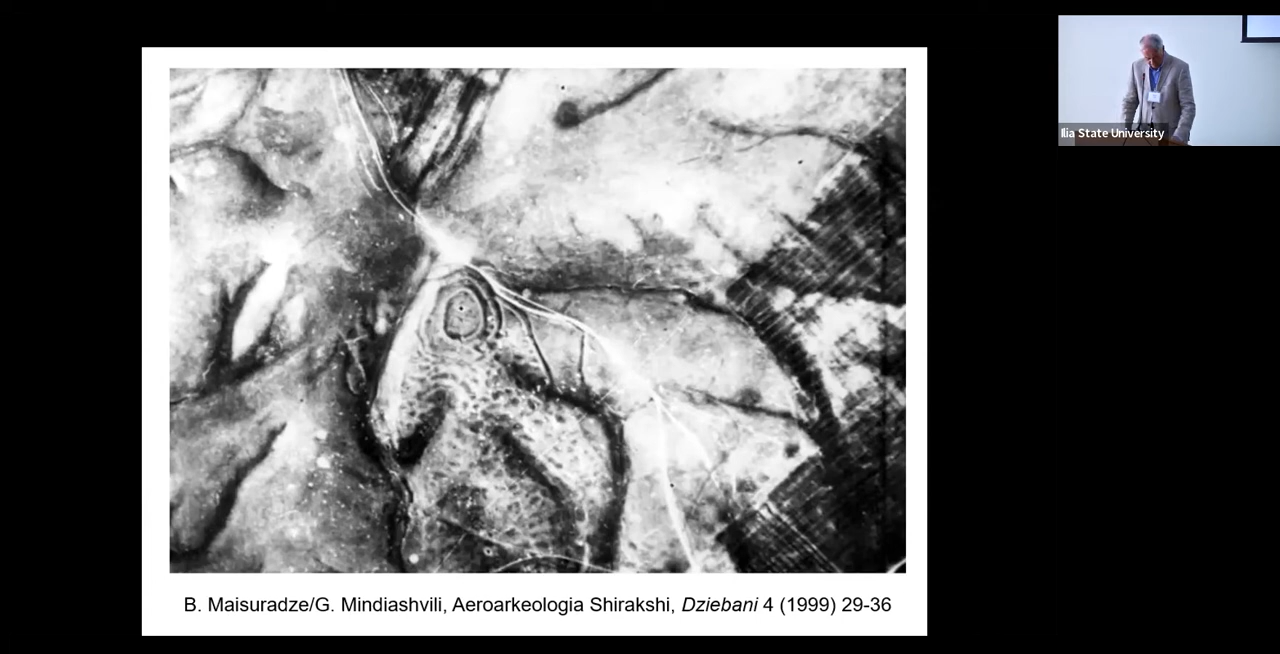 B. Maisuradze/G. Mindiashvili, Aeroarkeologia Shirakshi, Dziebani 4 (1999) 29-36
Ilia State University